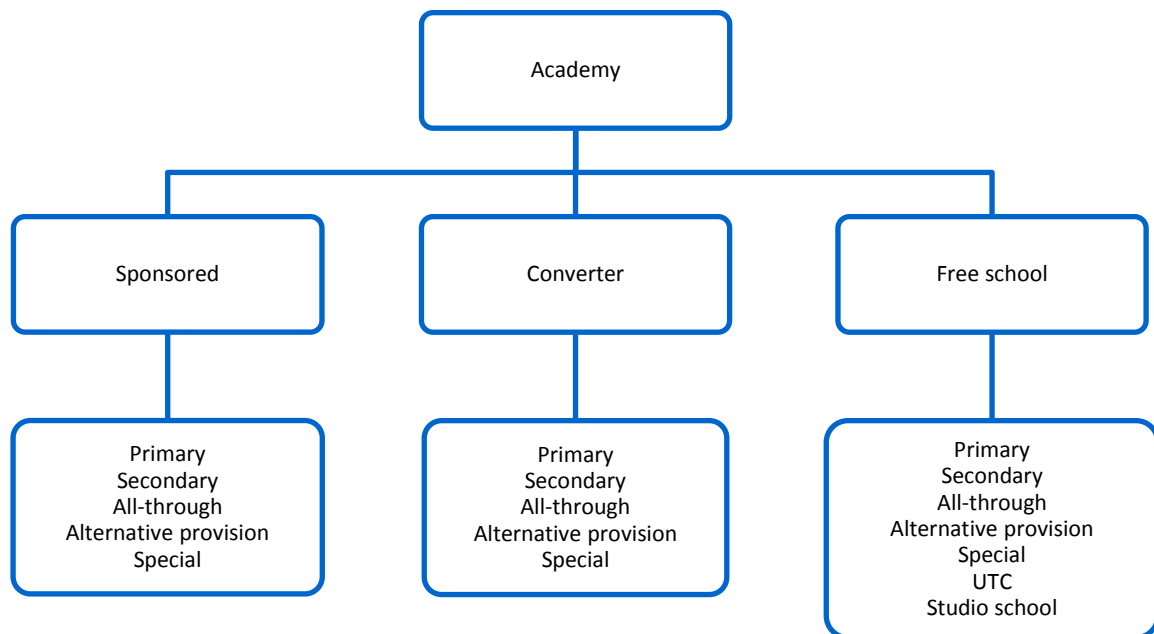 Academy
Sponsored
Converter
Free school
Primary
Secondary
All-through
Alternative provision
Special
Primary
Secondary
All-through
Alternative provision
Special
Primary
Secondary
All-through
Alternative provision
Special
UTC
Studio school